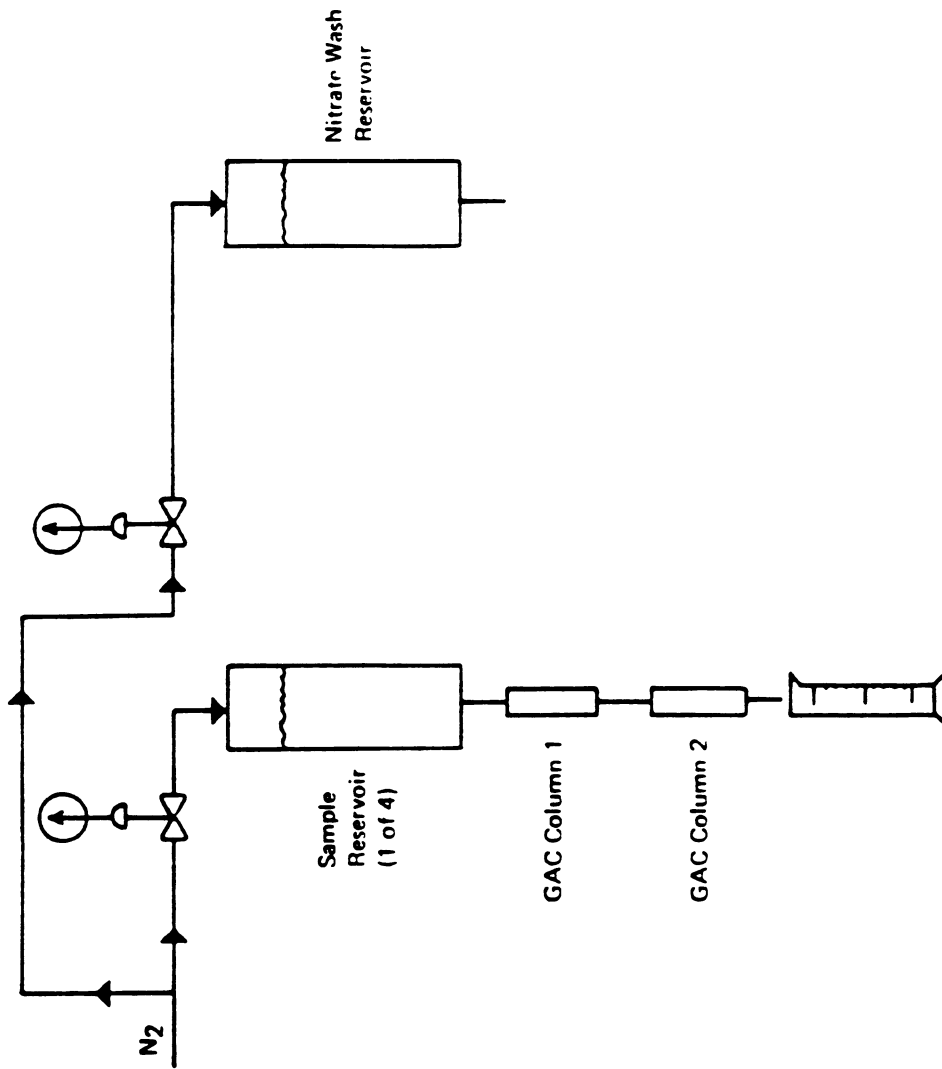 N2
Sample
Reservoir
(1 of 4)
GAC Column 1
GAC Column 2
Nitrate Wash
Reservoir